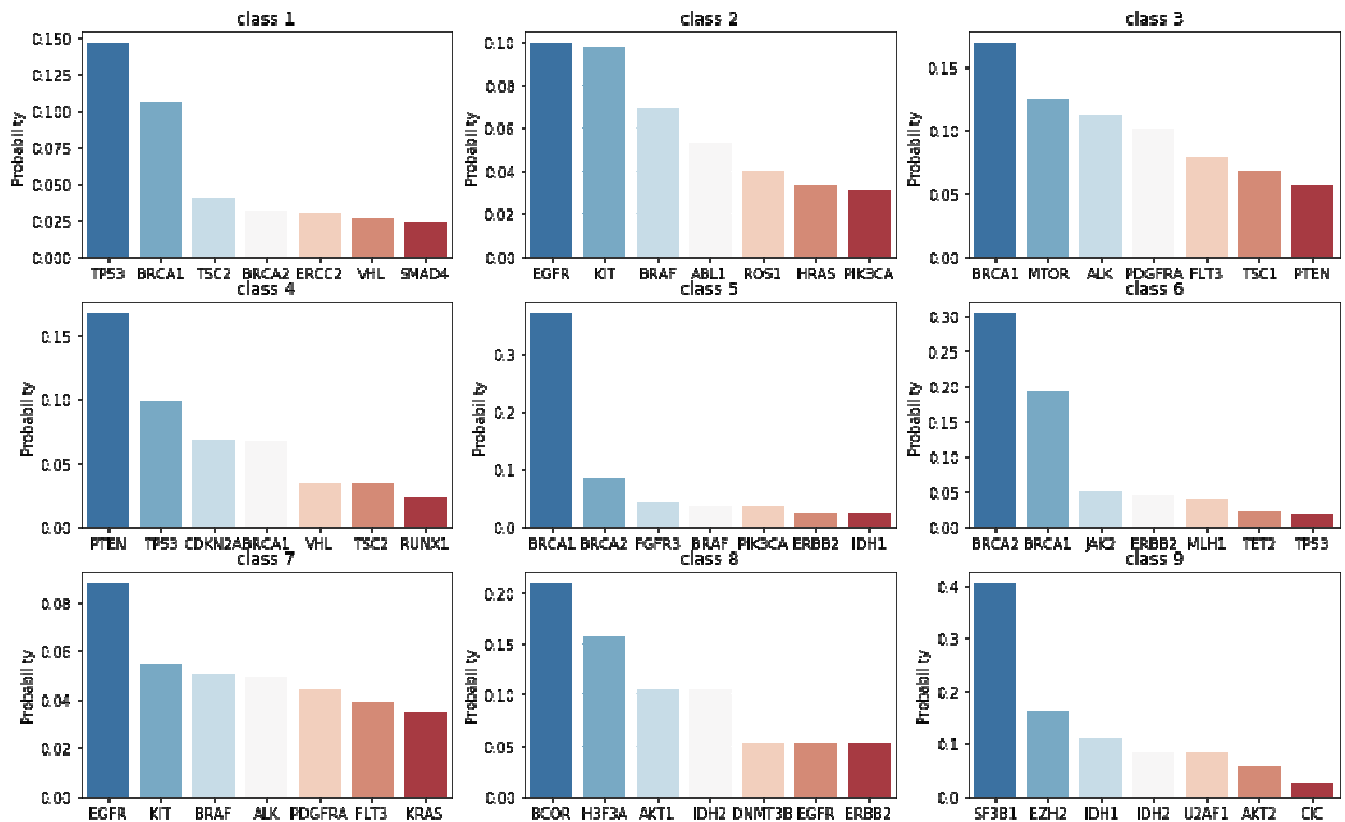 class 1
Probability
0.150
0.125
0.100
0.075
0.050
0.025
0.000
TP53 BRCA1 TSC2 BRCA2 ERCC2 VHL SMAD4
class 2
Probability
0.10
0.08
0.06
0.04
0.02
0.00
EGFR KIT BRAF ABL1 ROS1 HRAS PIK3CA
class 3
Probability
0.15
0.10
0.05
0.00
BRCA1 MTOR ALK PDGFRA FLT3 TSC1 PTEN
class 4
Probability
0.15
0.10
0.05
0.00
PTEN TP53 CDKN2A BRCA1 VHL TSC2 RUNX1
class 5
Probability
0.3
0.2
0.1
0.0
BRCA1 BRCA2 FGFR3 BRAF PIK3CA ERBB2 IDH1
class 6
Probability
0.30
0.25
0.20
0.15
0.10
0.05
0.00
BRCA2 BRCA1 JAK2 ERBB2 MLH1 TET2 TP53
class 7
Probability
0.08
0.06
0.04
0.02
0.00
EGFR KIT BRAF ALK PDGFRA FLT3 KRAS
class 8
Probability
0.20
0.15
0.10
0.05
0.00
BCOR H3F3A AKT1 IDH2 DNMT3B EGFR ERBB2
class 9
Probability
0.4
0.3
0.2
0.1
0.0
SF3B1 EZH2 IDH1 IDH2 U2AF1 AKT2 CIC